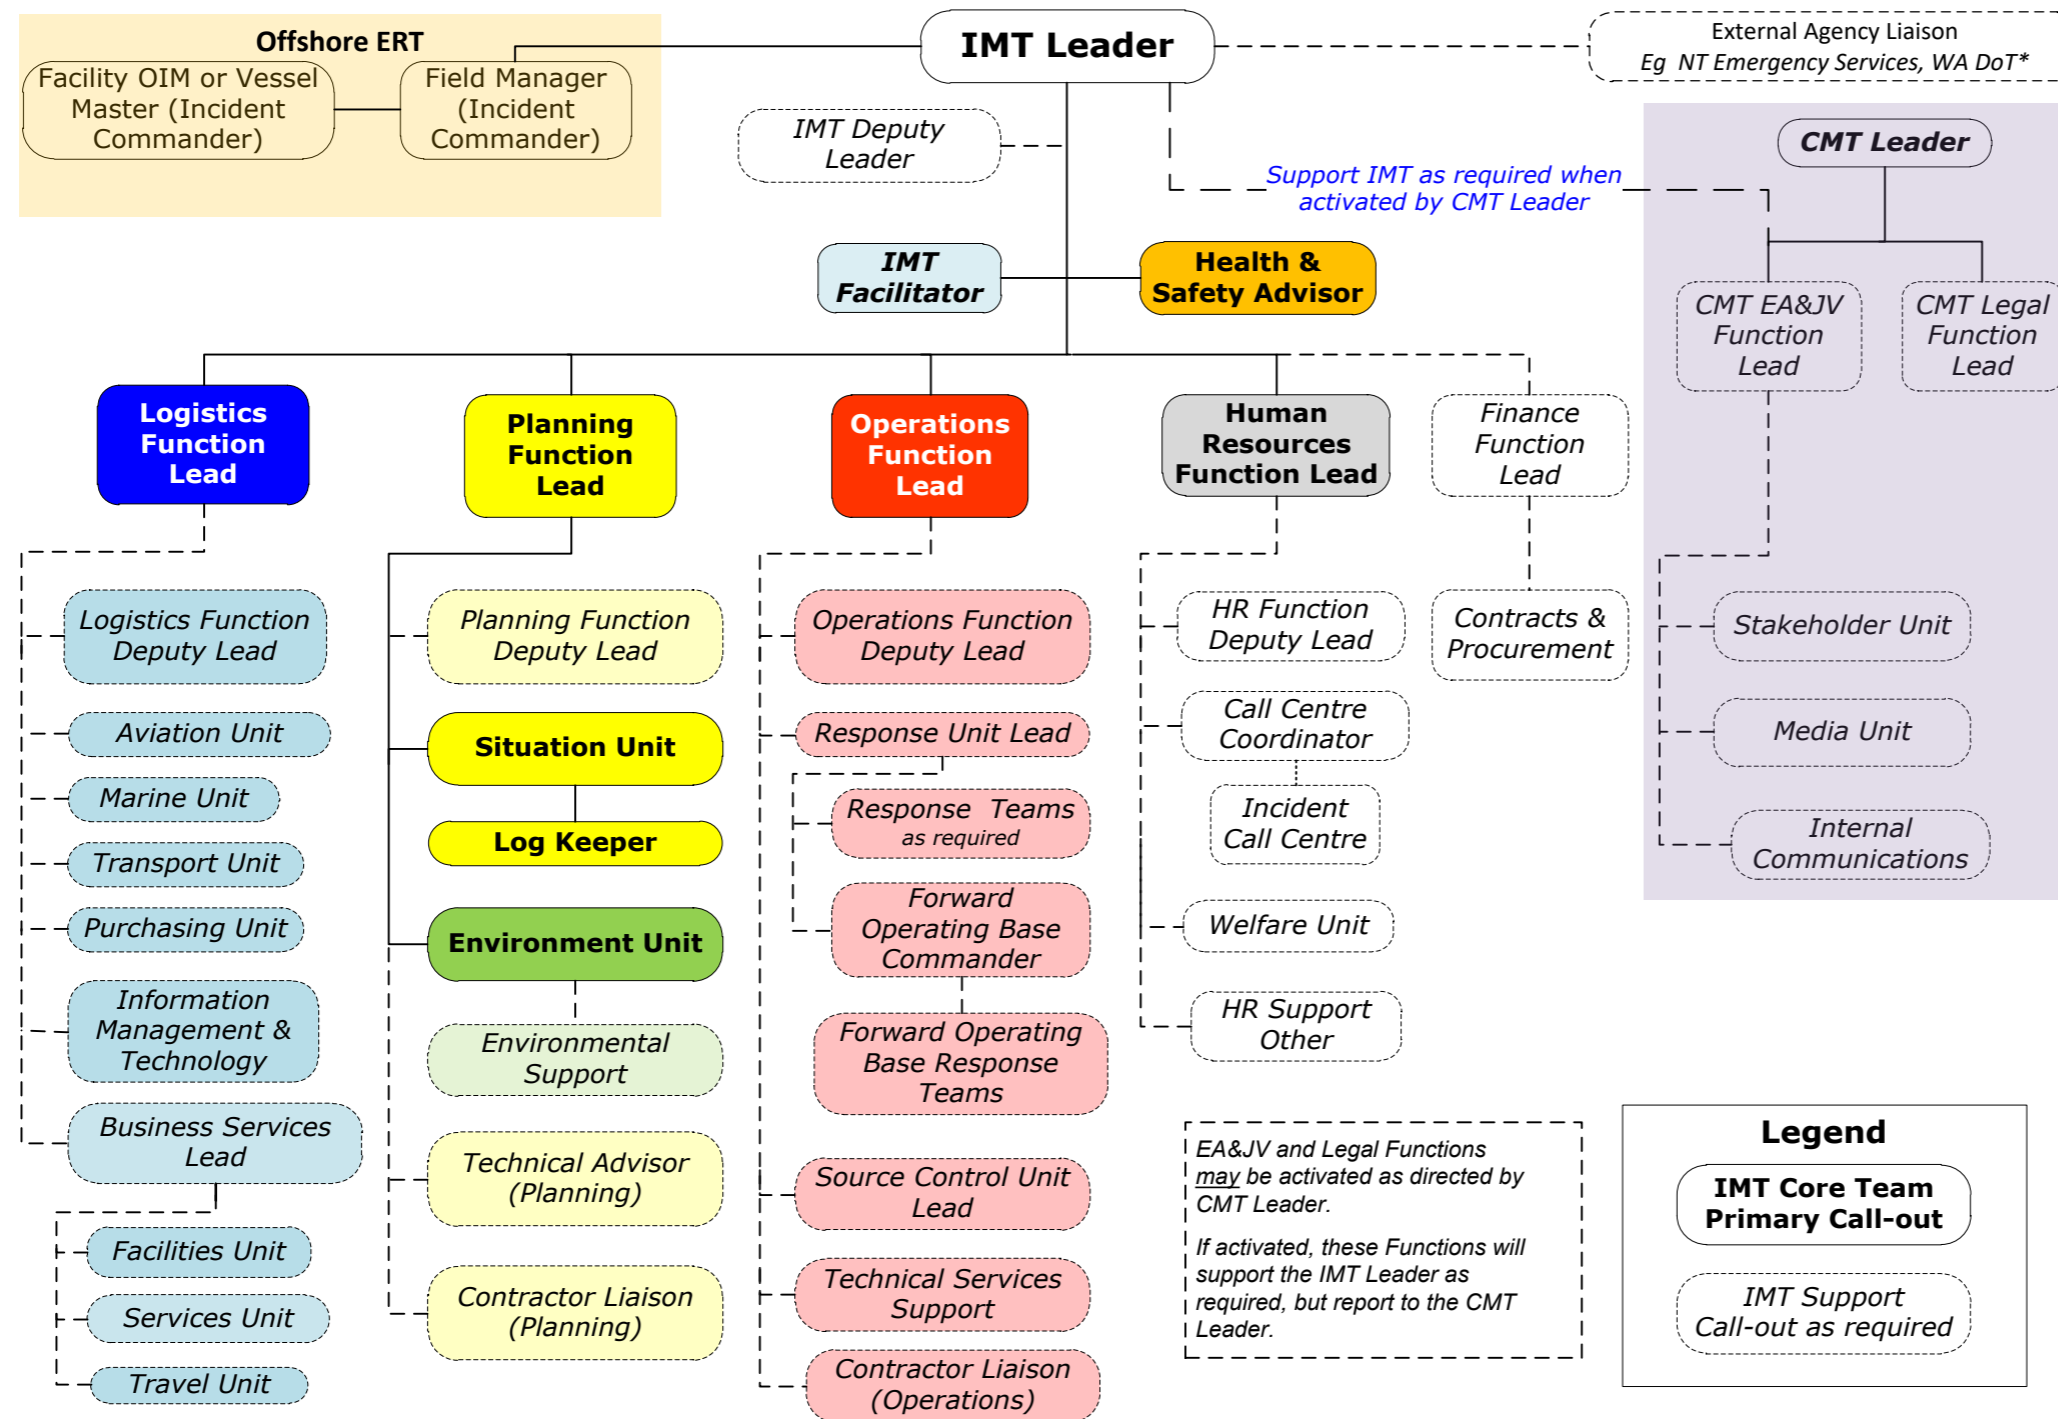 Offshore ERT
Facility OIM or Vessel
Master (Incident
Commander)
Field Manager
(Incident
Commander)
IMT Leader
External Agency Liaison
Eg NT Emergency Services, WA DoT*
IMT Deputy
Leader
Support IMT as required when
activated by CMT Leader
CMT Leader
IMT
Facilitator
Health &
Safety Advisor
CMT EA&JV
Function
Lead
CMT Legal
Function
Lead
Logistics
Function
Lead
Planning
Function
Lead
Operations
Function
Lead
Human
Resources
Function Lead
Finance
Function
Lead
Logistics Function
Deputy Lead
Aviation Unit
Marine Unit
Transport Unit
Purchasing Unit
Information
Management &
Technology
Business Services
Lead
Facilities Unit
Services Unit
Travel Unit
Planning Function
Deputy Lead
Situation Unit
Log Keeper
Environment Unit
Environmental
Support
Technical Advisor
(Planning)
Contractor Liaison
(Planning)
Operations Function
Deputy Lead
Response Unit Lead
Response Teams
as required
Forward
Operating Base
Commander
Forward Operating
Base Response
Teams
Source Control Unit
Lead
Technical Services
Support
Contractor Liaison
(Operations)
HR Function
Deputy Lead
Call Centre
Coordinator
Incident
Call Centre
Welfare Unit
HR Support
Other
Contracts &
Procurement
Stakeholder Unit
Media Unit
Internal
Communications
EA&JV and Legal Functions
may be activated as directed by
CMT Leader.
If activated, these Functions will
support the IMT Leader as
required, but report to the CMT
Leader.
Legend
IMT Core Team
Primary Call-out
IMT Support
Call-out as required